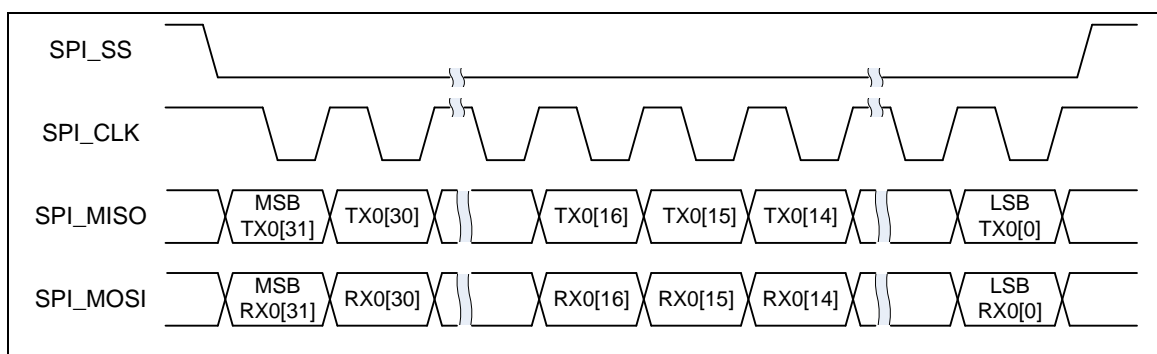 SPI_SS
SPI_CLK
SPI_MISO
MSB
TX0[31]
TX0[30]
TX0[16]
TX0[15]
TX0[14]
LSB
TX0[0]
SPI_MOSI
MSB
RX0[31]
RX0[30]
RX0[16]
RX0[15]
RX0[14]
LSB
RX0[0]